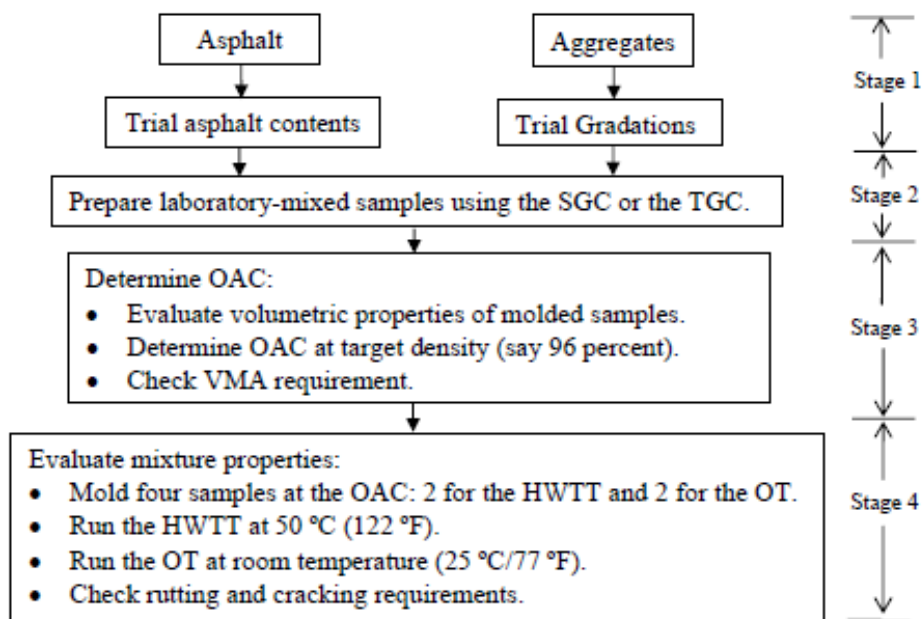 Asphalt
Aggregates
Stage 1
Trial asphalt contents
Trial Gradations
Prepare laboratory-mixed samples using the SGC or the TGC.
Stage 2
Determine OAC:
• Evaluate volumetric properties of molded samples.
• Determine OAC at target density (say 96 percent).
• Check VMA requirement.
Stage 3
Evaluate mixture properties:
• Mold four samples at the OAC: 2 for the HWTT and 2 for the OT.
• Run the HWTT at 50 ºC (122 ºF).
• Run the OT at room temperature (25 ºC/77 ºF).
• Check rutting and cracking requirements.
Stage 4